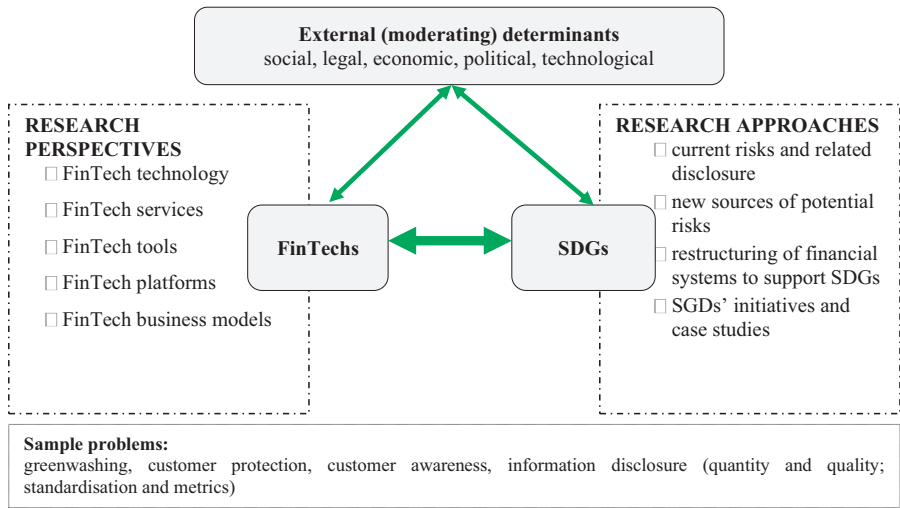 External (moderating) determinants
social, legal, economic, political, technological
RESEARCH
PERSPECTIVES
□ FinTech technology
□ FinTech services
□ FinTech tools
□ FinTech platforms
□ FinTech business models
FinTechs
SDGs
RESEARCH APPROACHES
□ current risks and related
disclosure
□ new sources of potential
risks
□ restructuring of financial
systems to support SDGs
□ SGDs’ initiatives and
case studies
Sample problems:
greenwashing, customer protection, customer awareness, information disclosure (quantity and quality;
standardisation and metrics)